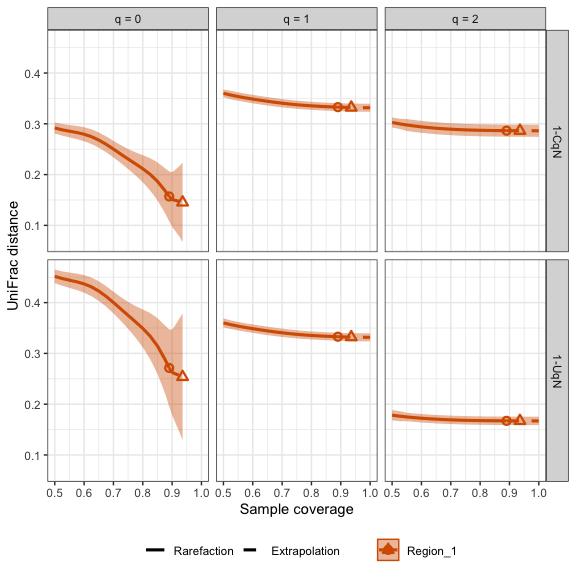 q = 0 q = 1 q = 2
0.4
0.3
0.2
0.1
1-CqN
UniFrac distance
0.4
0.3
0.2
0.1
1-UqN
0.5 0.6 0.7 0.8 0.9 1.0 0.5 0.6 0.7 0.8 0.9 1.0 0.5 0.6 0.7 0.8 0.9 1.0
Sample coverage
Rarefaction Extrapolation Region_1